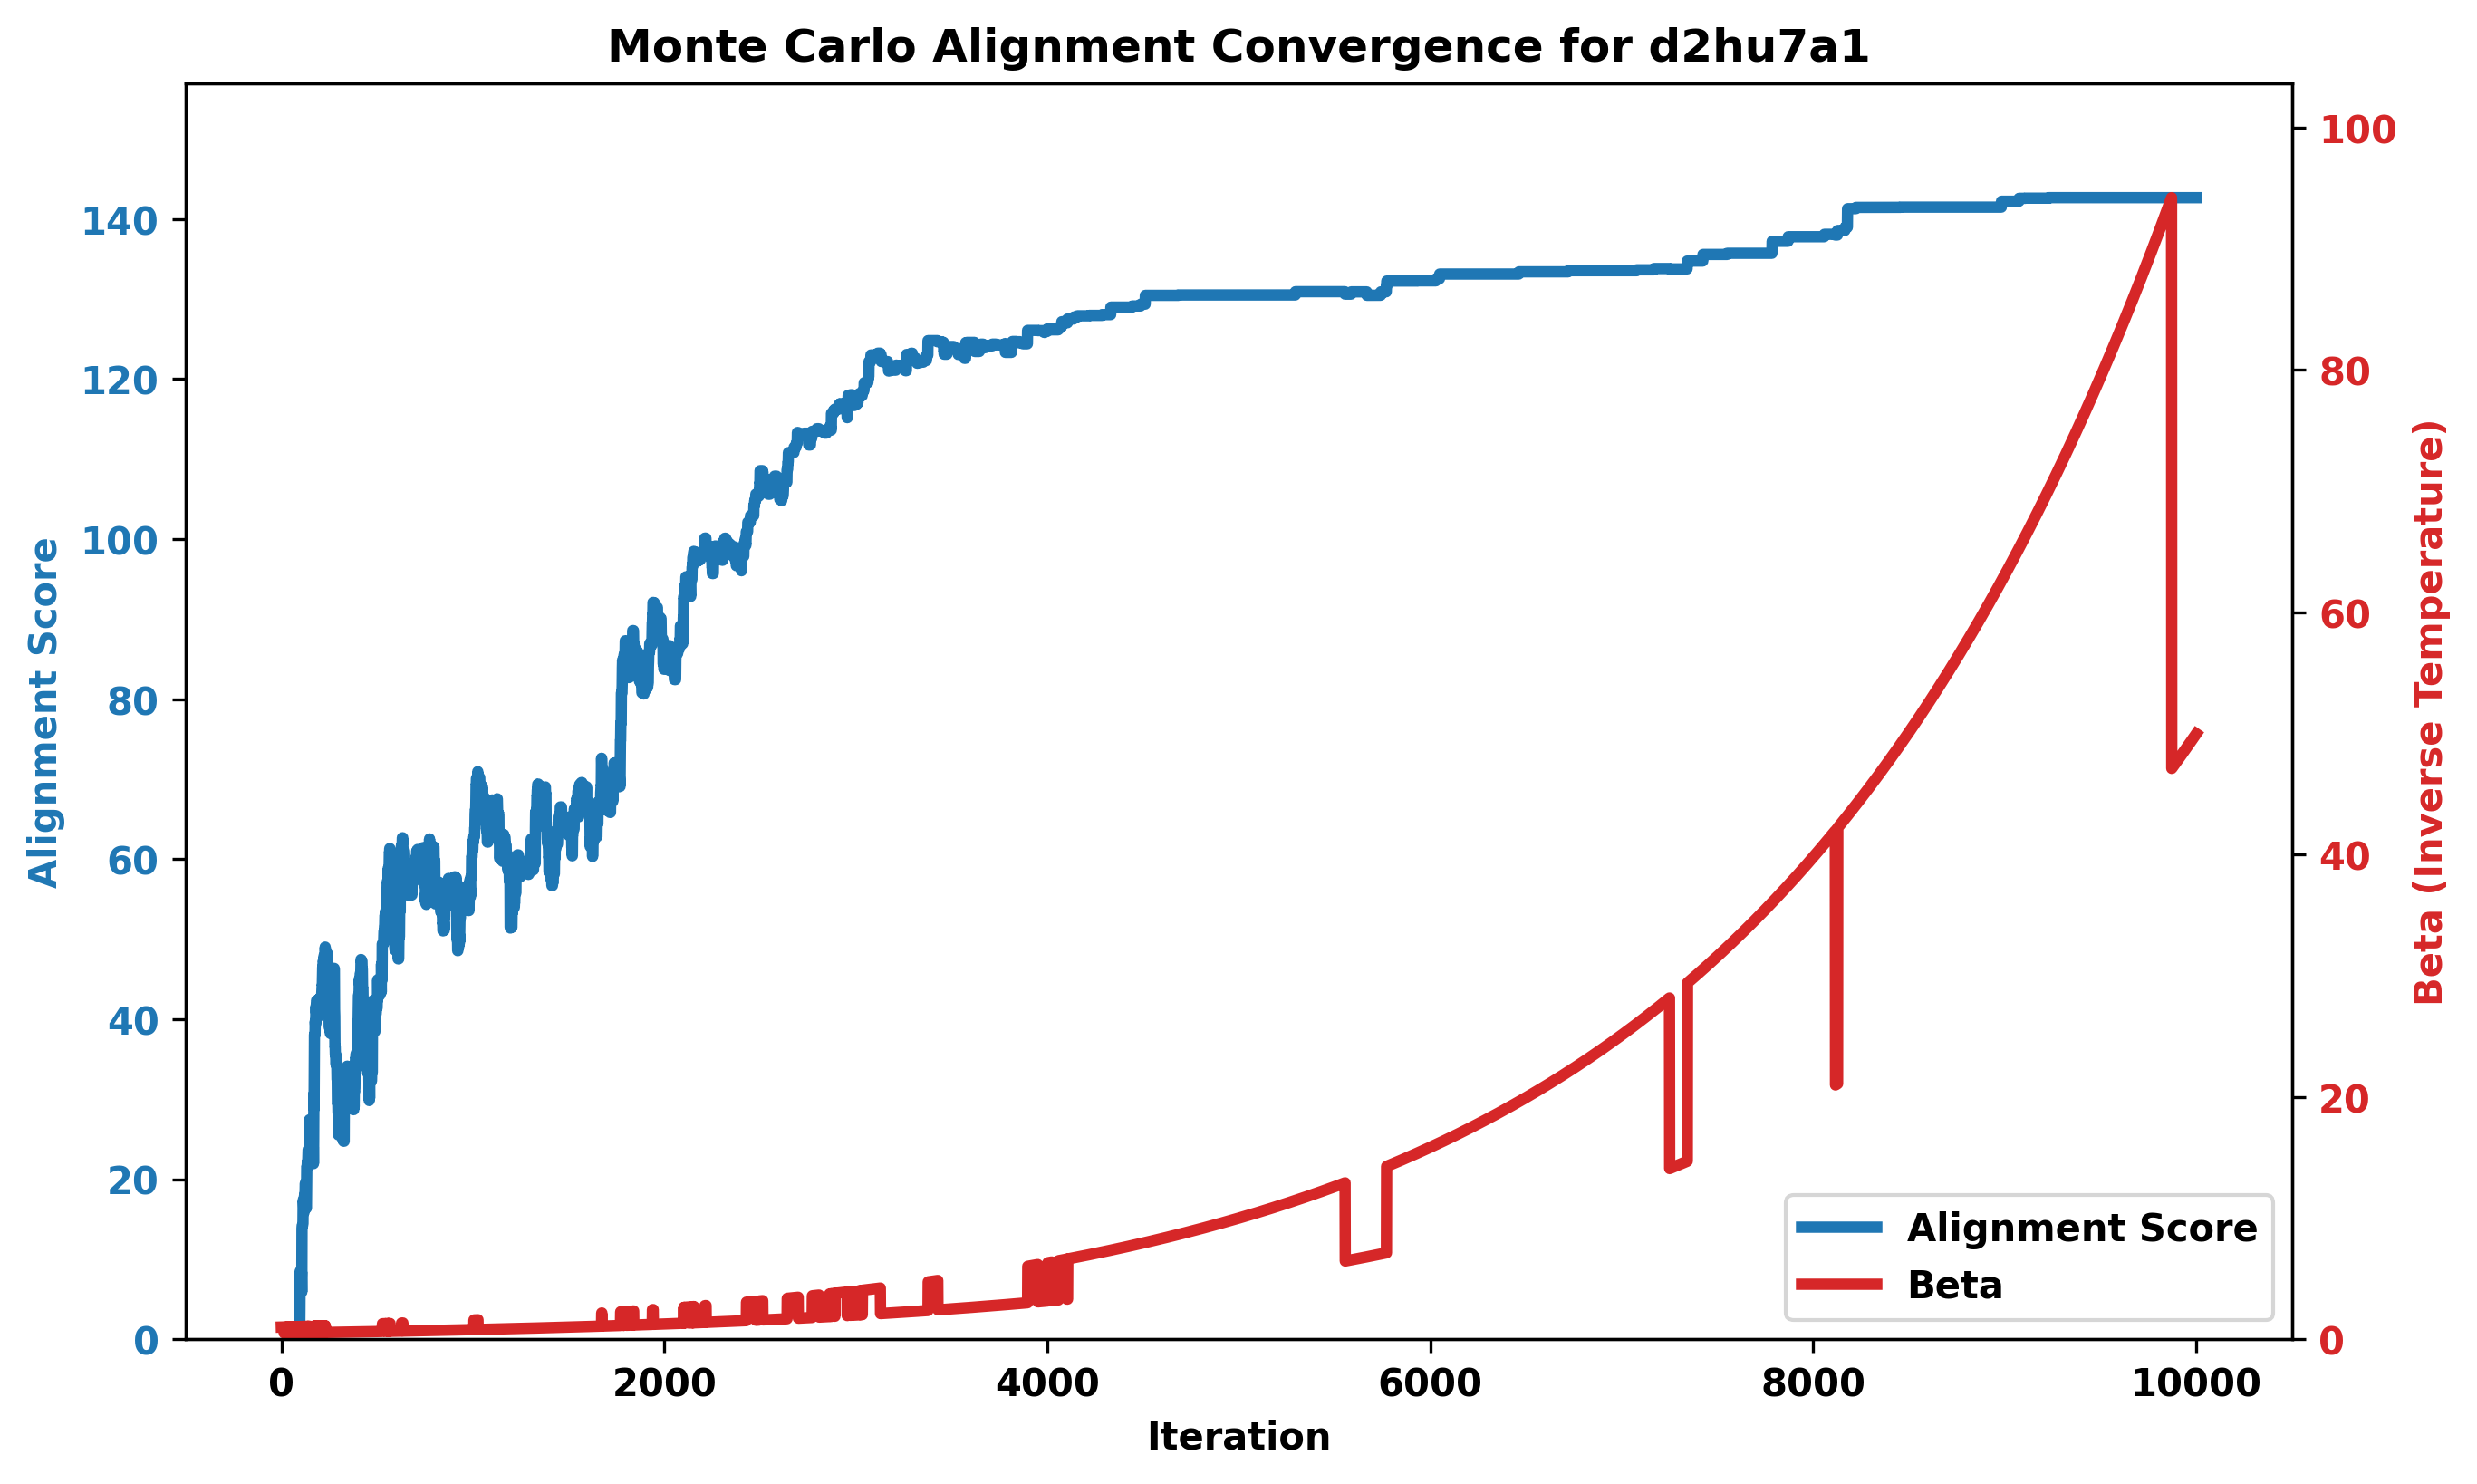 Monte Carlo Alignment Convergence for d2hu7a1
Alignment Score
140
120
100
80
60
40
20
0
100
80
60
40
20
0
Beta (Inverse Temperature)
Alignment Score
Beta
0 2000 4000 6000 8000 10000
Iteration